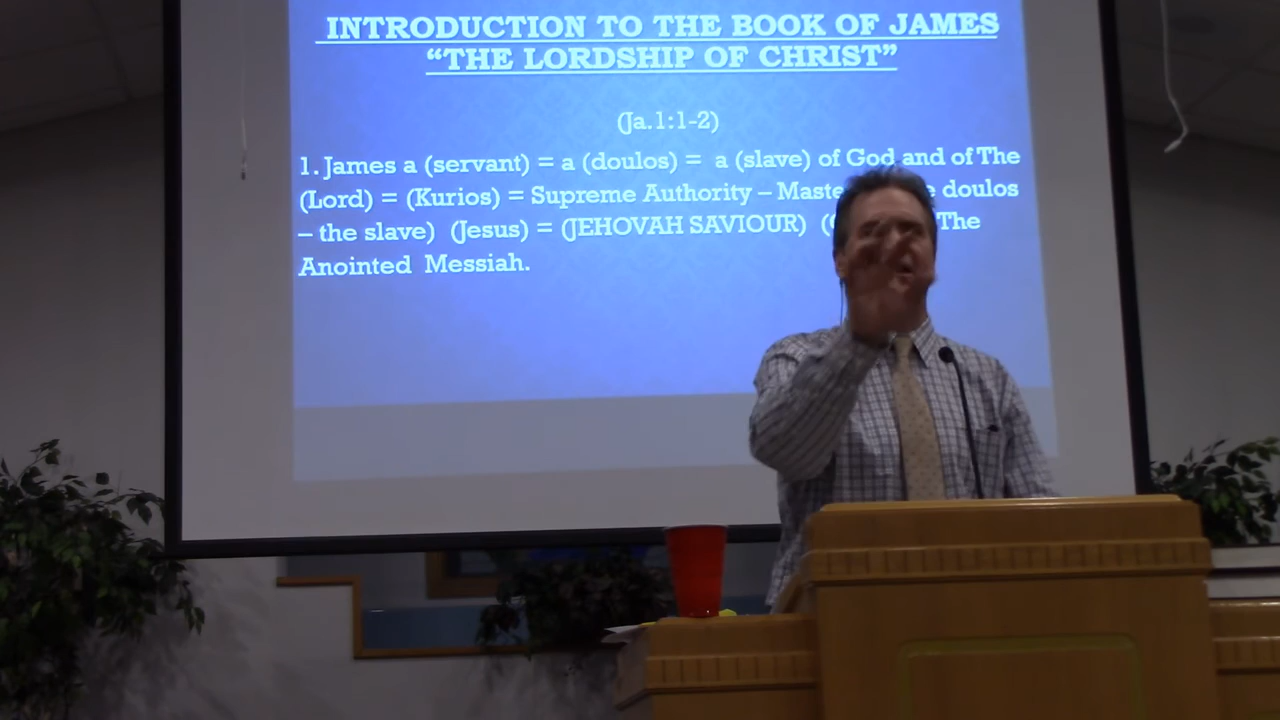 INTRODUCTION TO THE BOOK OF JAMES
“THE LORDSHIP OF CHRIST”
(Ja.1:1-2)
1. James a (servant) = a (doulos) = a (slave) of God and of The
(Lord) = (Kurios) = Supreme Authority – doulos
– the slave) (Jesus) = (JEHOVAH SAVIOUR) The
Anointed Messiah.